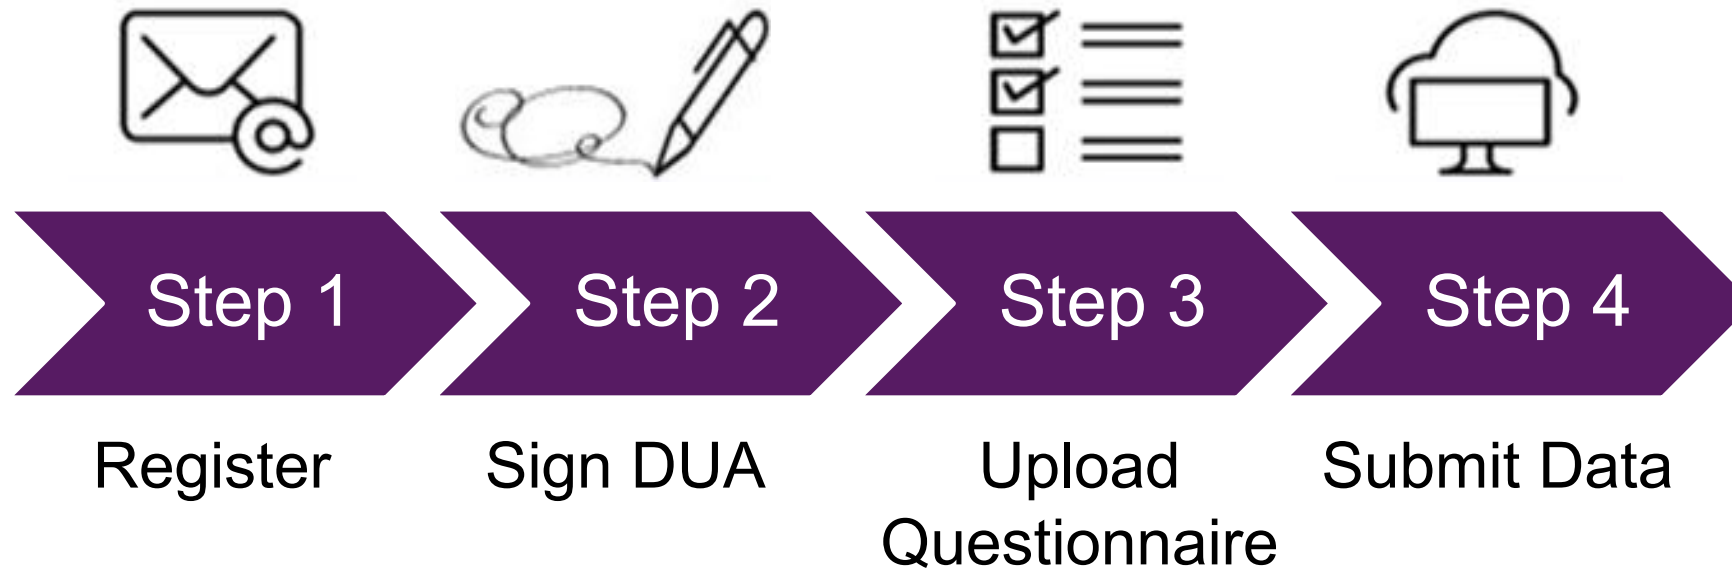 Step 1
Step 2
Step 3
Step 4
Register
Sign DUA
Upload
Questionnaire
Submit Data